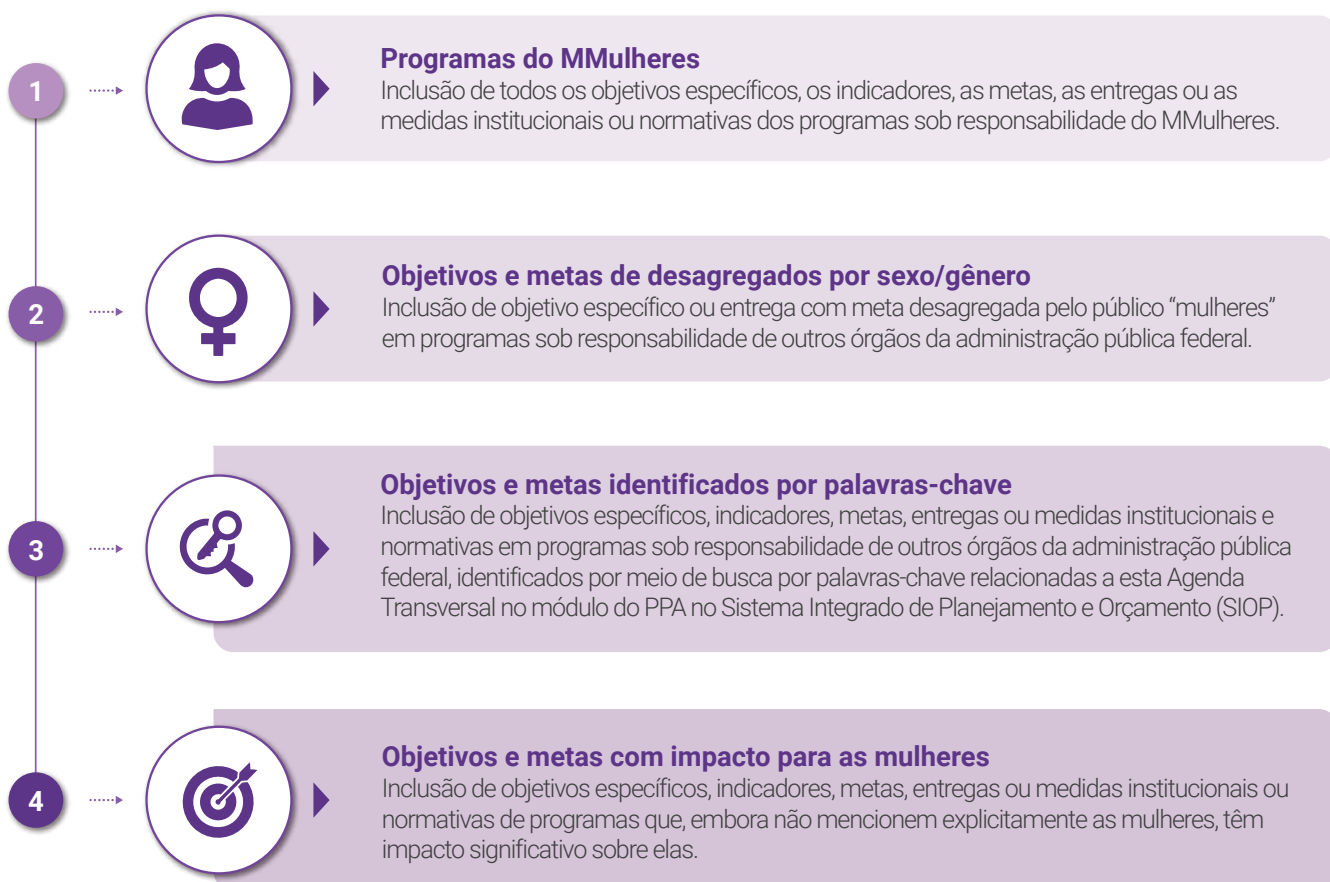 1
Programas do MMulheres
Inclusão de todos os objetivos específicos, os indicadores, as metas, as entregas ou as
medidas institucionais ou normativas dos programas sob responsabilidade do MMulheres.
2
Objetivos e metas de desagregados por sexo/gênero
Inclusão de objetivo específico ou entrega com meta desagregada pelo público “mulheres”
em programas sob responsabilidade de outros órgãos da administração pública federal.
3
Objetivos e metas identificados por palavras-chave
Inclusão de objetivos específicos, indicadores, metas, entregas ou medidas institucionais e
normativas em programas sob responsabilidade de outros órgãos da administração pública
federal, identificados por meio de busca por palavras-chave relacionadas a esta Agenda
Transversal no módulo do PPA no Sistema Integrado de Planejamento e Orçamento (SIOP).
4
Objetivos e metas com impacto para as mulheres
Inclusão de objetivos específicos, indicadores, metas, entregas ou medidas institucionais ou
normativas de programas que, embora não mencionem explicitamente as mulheres, têm
impacto significativo sobre elas.